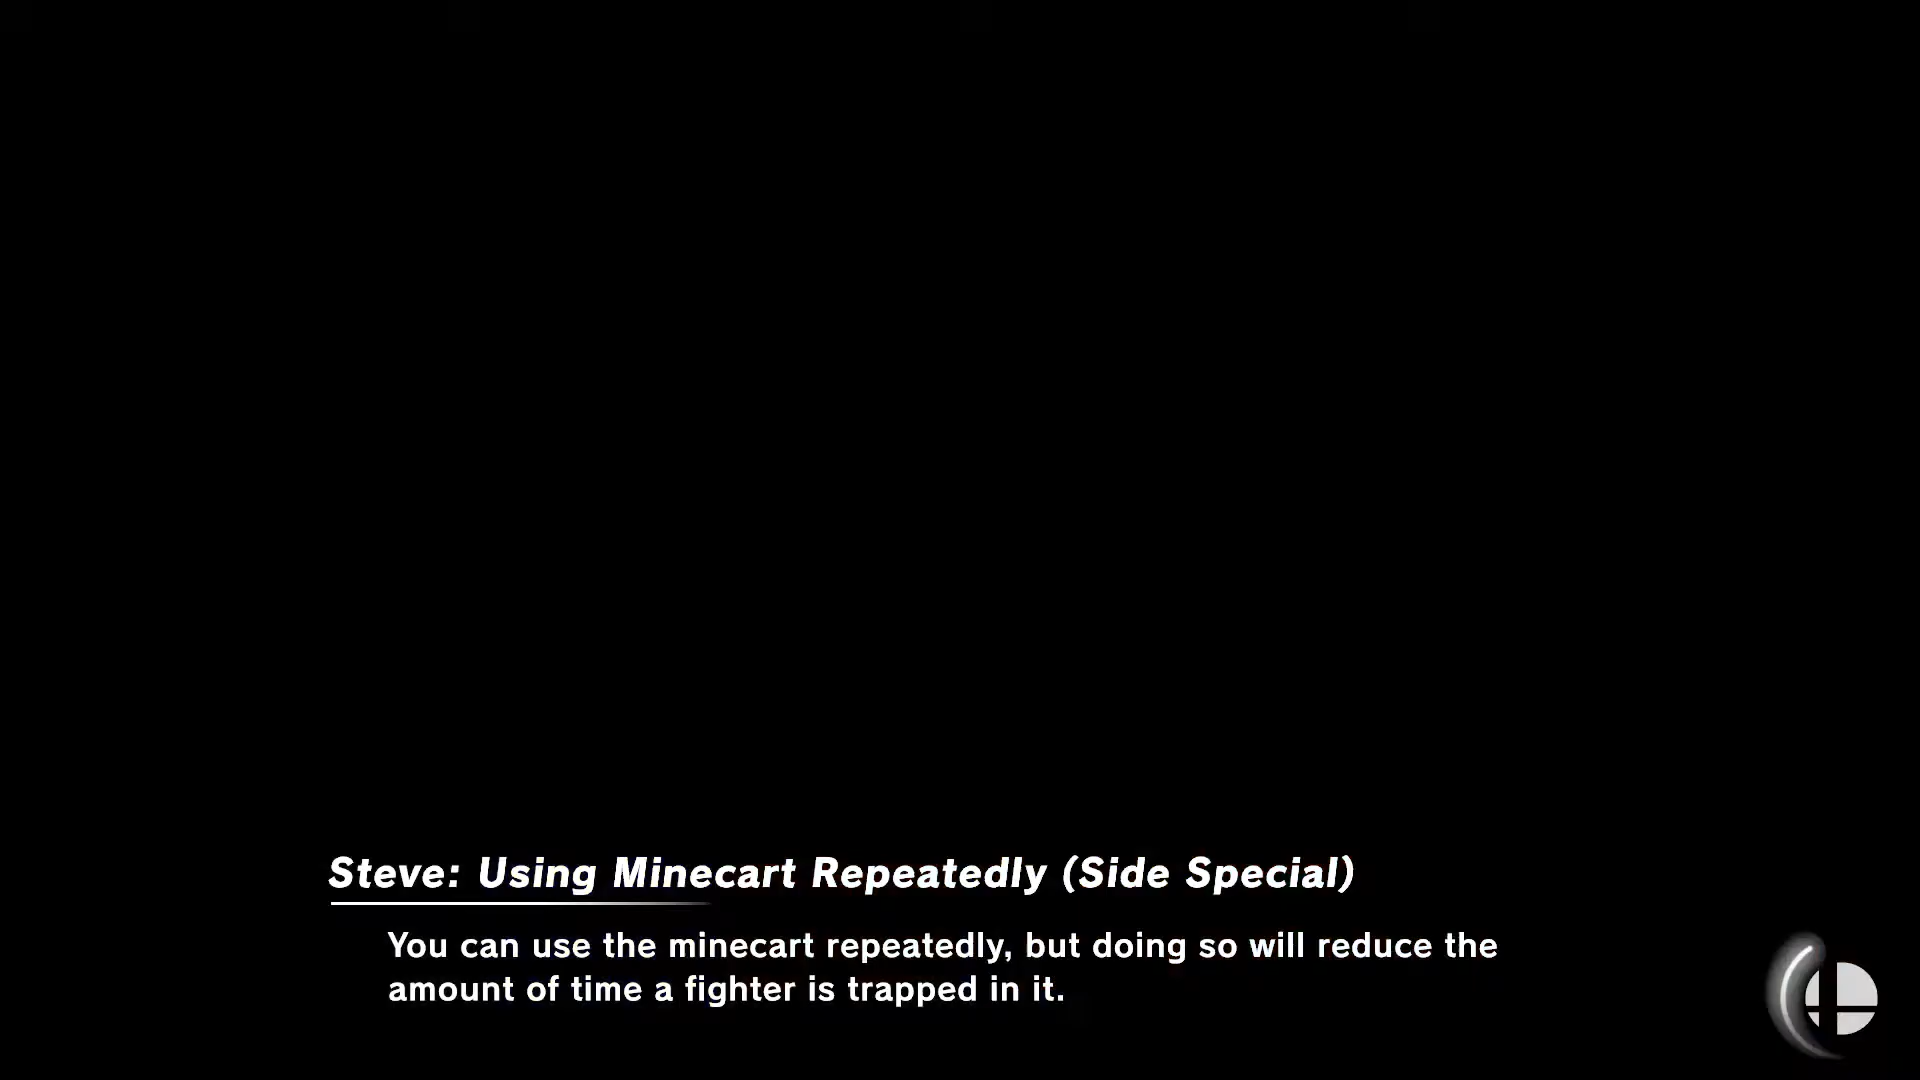 Steve: Using Minecart Repeatedly (Side Special)
You can use the minecart repeatedly, but doing so will reduce the
amount of time a fighter is trapped in it.